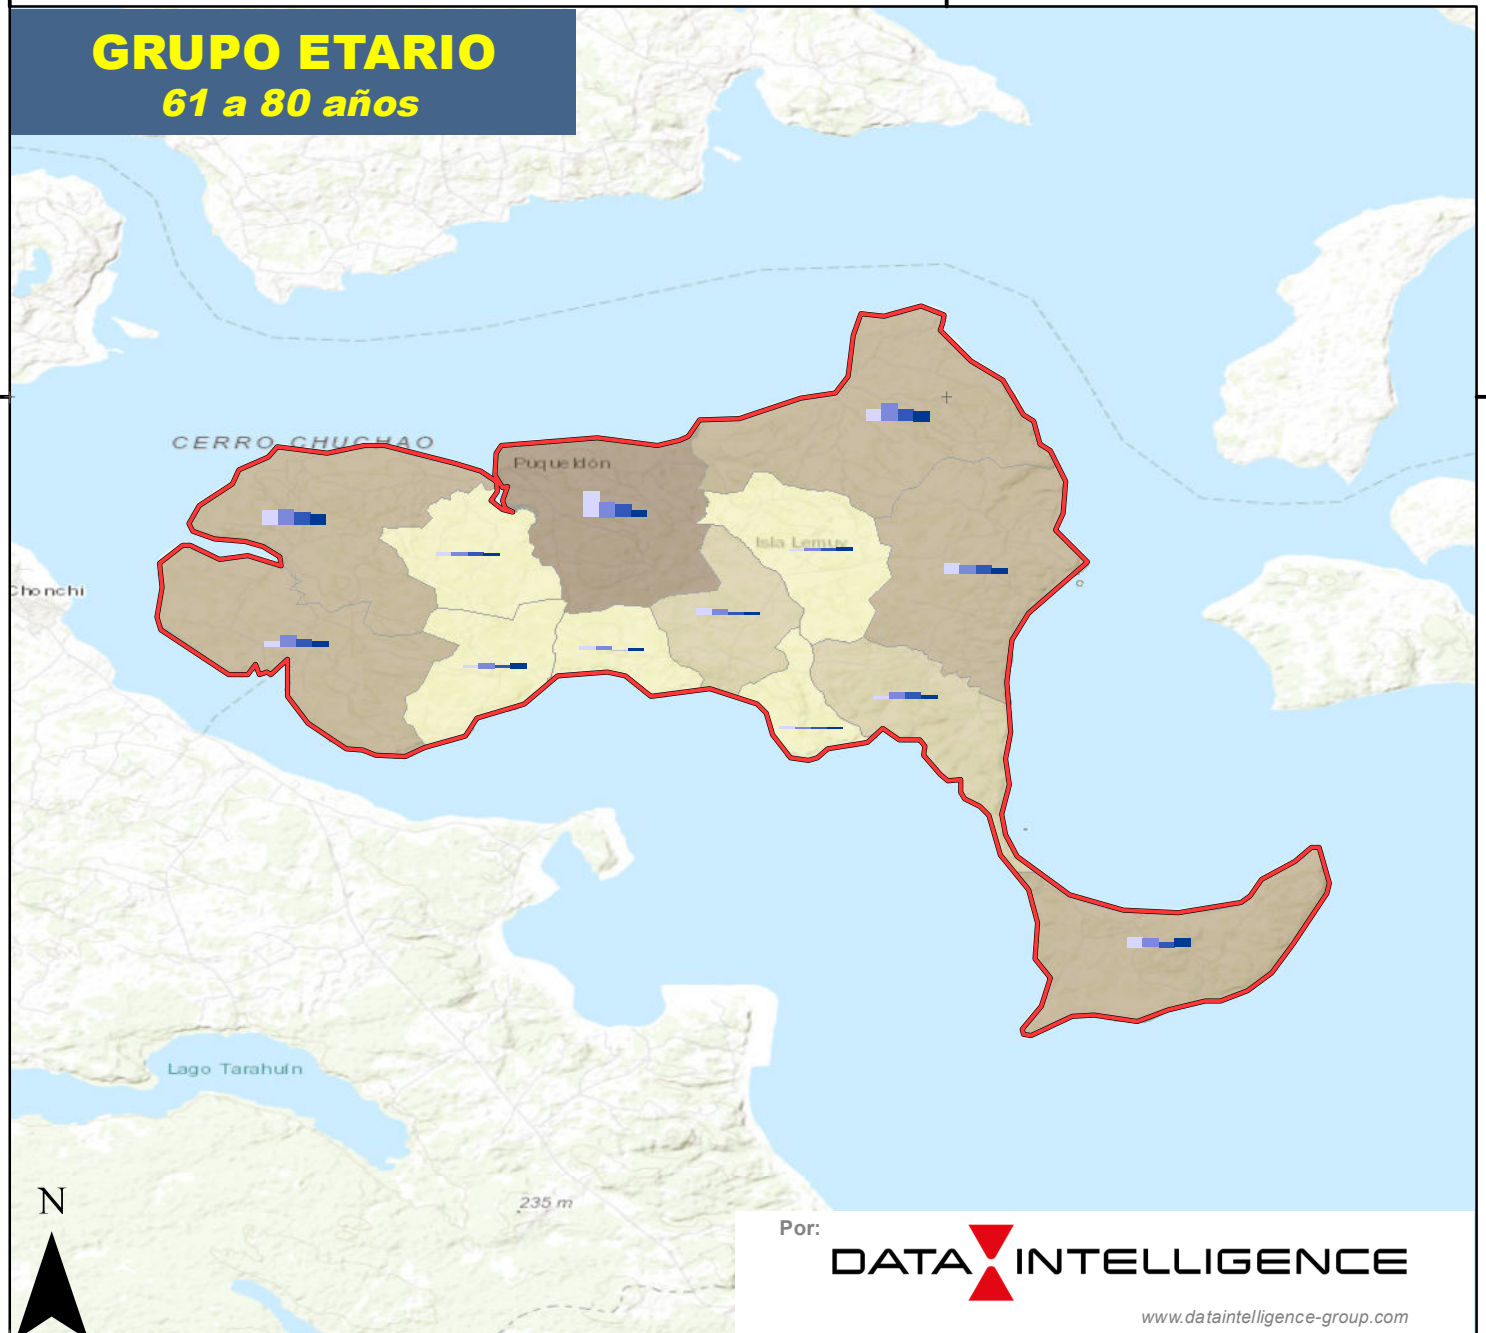 GRUPO ETARIO
61 a 80 años
CERRO CHUCHAO
Puqueldón
Isla Lemuy
Chonchi
Lago Tarahuín
235 m
N
Por:
DATA INTELLIGENCE
www.dataintelligence-group.com